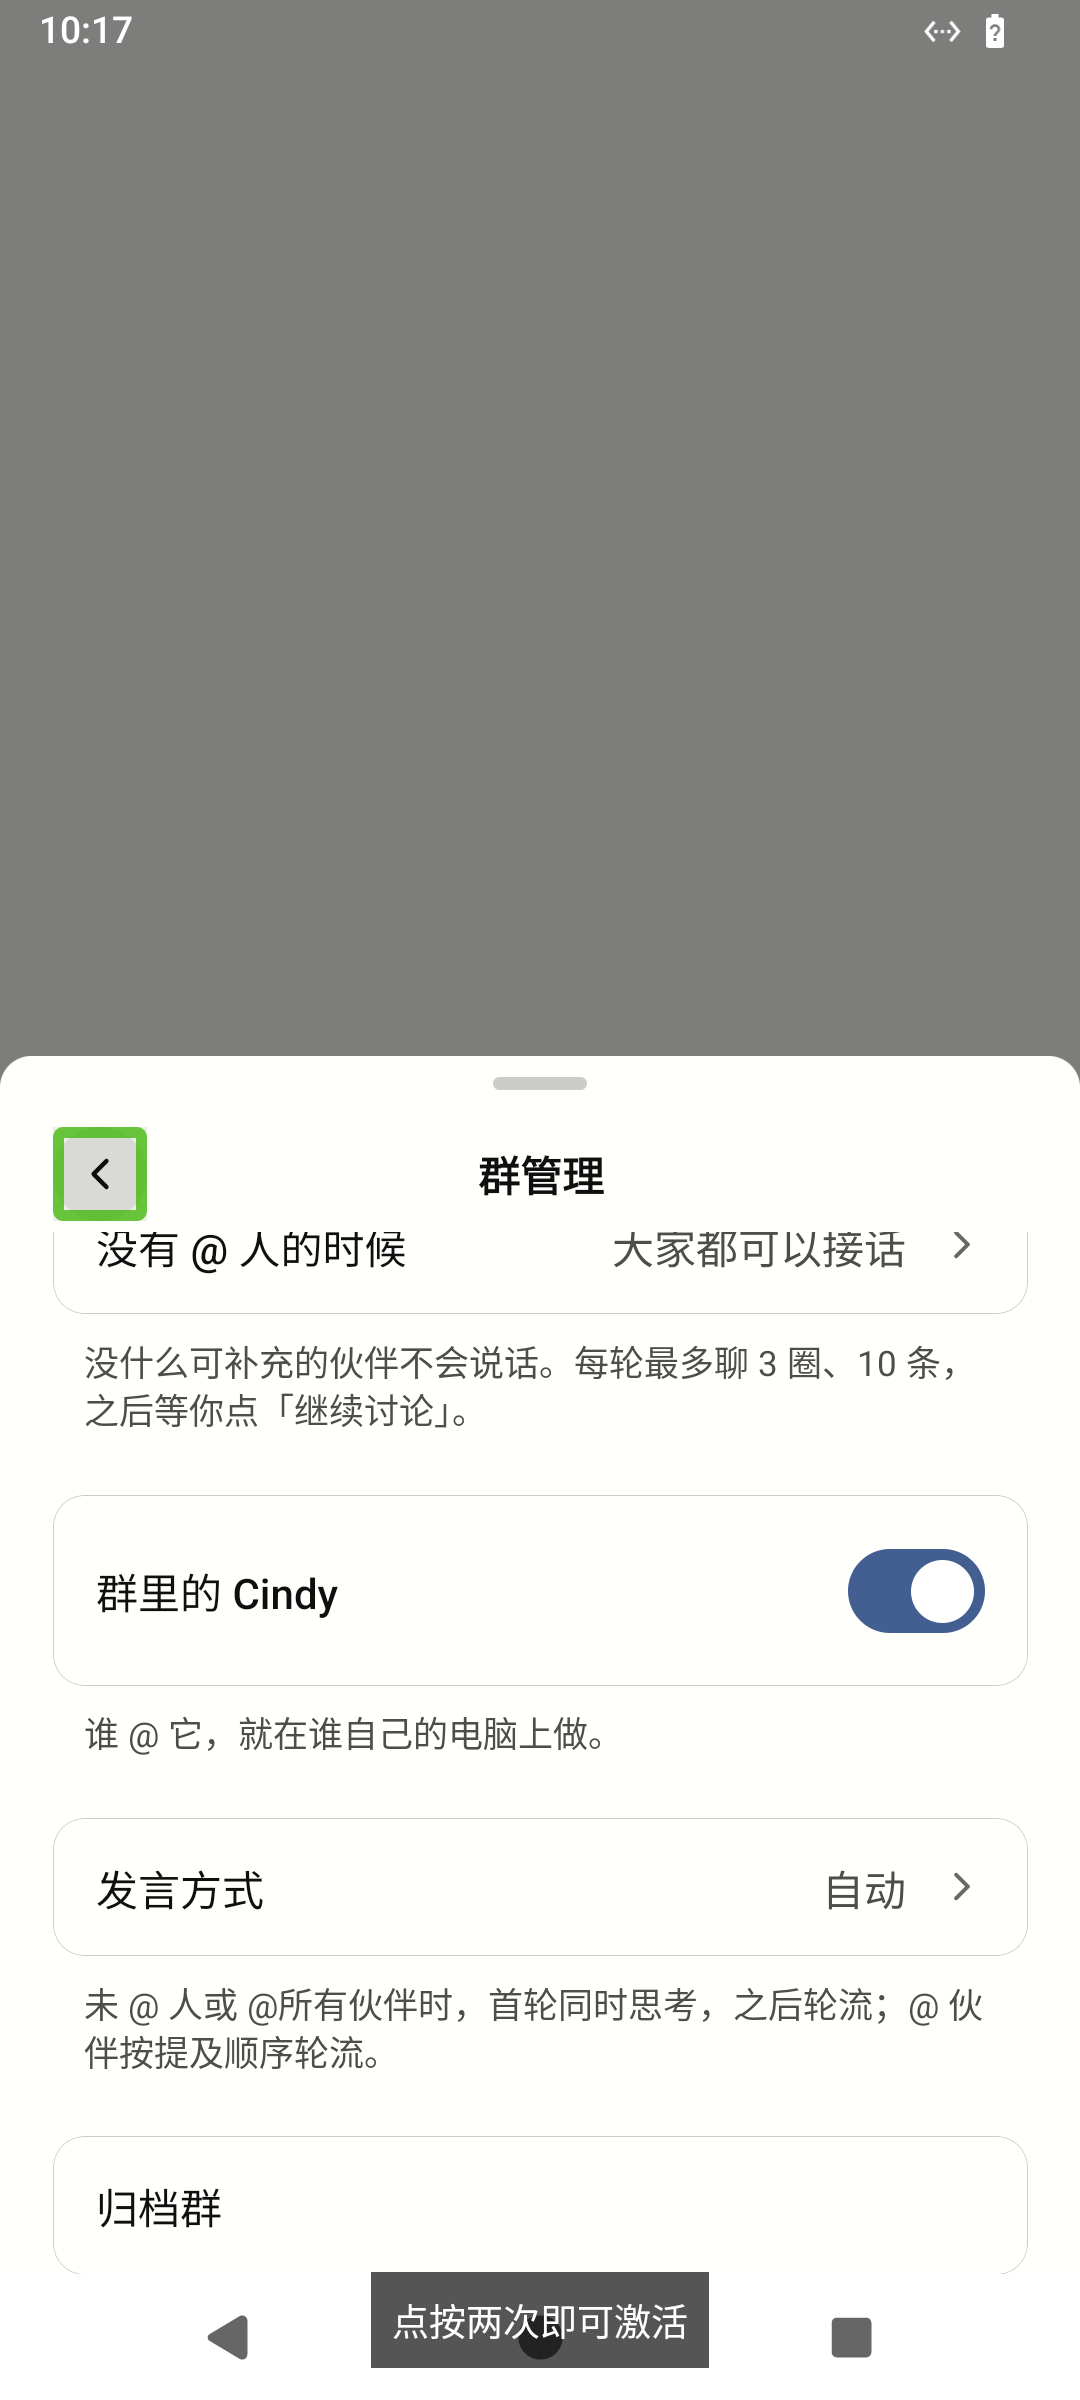 10:17
群管理
没有 @ 人的时候 大家都可以接话
没什么可补充的伙伴不会说话。每轮最多聊 3 圈、10 条，
之后等你点「继续讨论」。
群里的 Cindy
谁 @ 它，就在谁自己的电脑上做。
发言方式 自动
未 @ 人或 @所有伙伴时，首轮同时思考，之后轮流；@ 伙
伴按提及顺序轮流。
归档群
点按两次即可激活